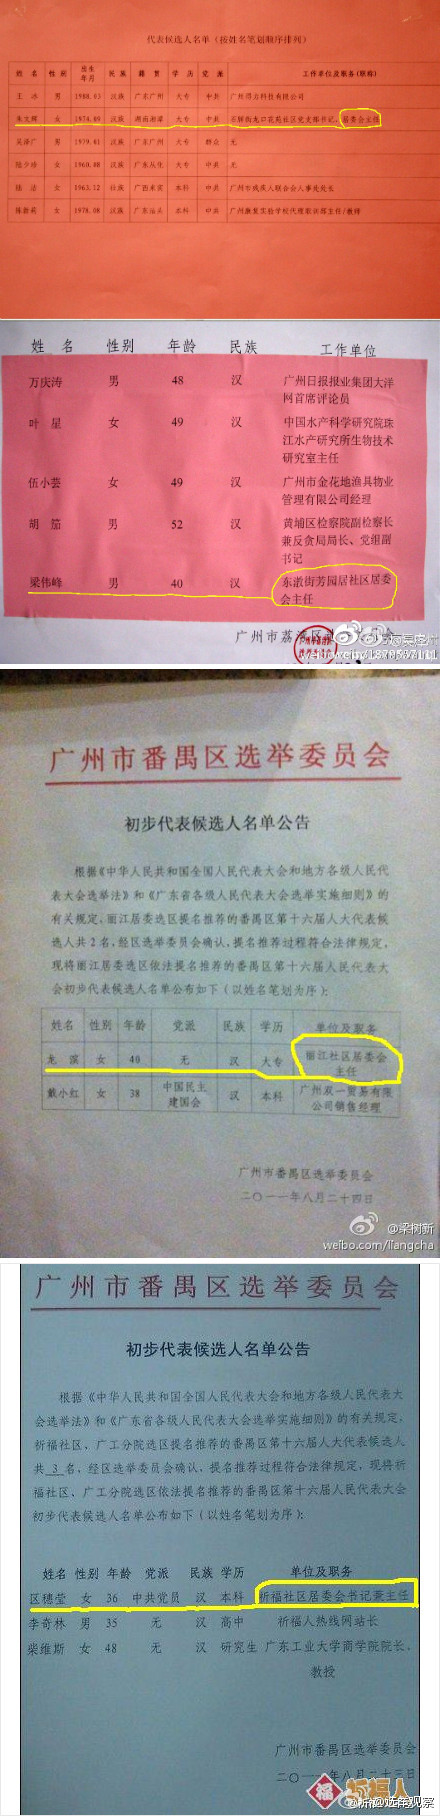 代表候选人名单（按姓名笔划顺序排列）
姓 名 性 别 出生年月 民 族 籍 贯 学 历 党 派 工作单位及职务（职称）
王 冰 男 1988.03 汉族 广东广州 大专 中共 广州得力科技有限公司
朱文辉 女 1974.09 汉族 湖南湘潭 大专 中共 石牌街龙口花苑社区党支部书记、居委会主任
男 1979.01 汉族 广东广州 大专 群众 无
女 1960.08 汉族 广东从化 大专 中共 无
陆 洁 女 1963.12 壮族 广西来宾 本科 中共 广州市残疾人联合会人事处处长
女 1978.08 汉族 广东汕头 本科 中共
姓 名 性别 年龄 民族 工作单位
万庆涛 男 48 汉 广州日报报业集团大洋
网首席评论员
叶 星 女 49 汉 中国水产科学研究院珠
江水产研究所生物技术
研究室主任
伍小芸 女 49 汉 广州市金花地渔具物业
管理有限公司经理
胡 笳 男 52 汉 黄埔区检察院副检察长
兼反贪局局长、党组副
书记
梁伟峰 男 40 汉 东漖街芳园居社区居委
会主任
广州市荔湾区选举委员会
广州市番禺区选举委员会
初步代表候选人名单公告
根据《中华人民共和国全国人民代表大会和地方各级人民代
表大会选举法》和《广东省各级人民代表大会选举实施细则》的
有关规定，丽江居委选区提名推荐的番禺区第十六届人大代表候
选人共2名，经区选举委员会确认，提名推荐过程符合法律规定，
现将丽江居委选区依法提名推荐的番禺区第十六届人民代表大
会初步代表候选人名单公布如下（以姓名笔划为序）：
姓名 性别 年龄 党派 民族 学历 单位及职务
龙 滨 女 40 无 汉 大专 丽江社区居委会
主任
戴小红 女 38 中国民主
建国会 汉 本科 广州双一贸易有限
公司销售经理
广州市番禺区选举委员会
二〇一一年八月二十四日
@梁树新
weibo.com/liangcha
广州市番禺区选举委员会
初步代表候选人名单公告
根据《中华人民共和国全国人民代表大会和地方各级人民代表大
会选举法》和《广东省各级人民代表大会选举实施细则》的有关规定，
祈福社区、广工分院选区提名推荐的番禺区第十六届人大代表候选人
共 3 名，经区选举委员会确认，提名推荐过程符合法律规定，现将祈
福社区、广工分院选区依法提名推荐的番禺区第十六届人民代表大会
初步代表候选人名单公布如下（以姓名笔划为序）：
姓名 性别 年龄 党派 民族 学历 单位及职务
区穗莹 女 36 中共党员 汉 本科 祈福社区居委会书记兼主任
李奇林 男 35 无 汉 高中 祈福人热线网站长
柴维斯 女 48 无 汉 研究生 广东工业大学商学院院长、
教授
广州市番禺区选举委员会
二〇一一年八月二十三日
福 祈福人